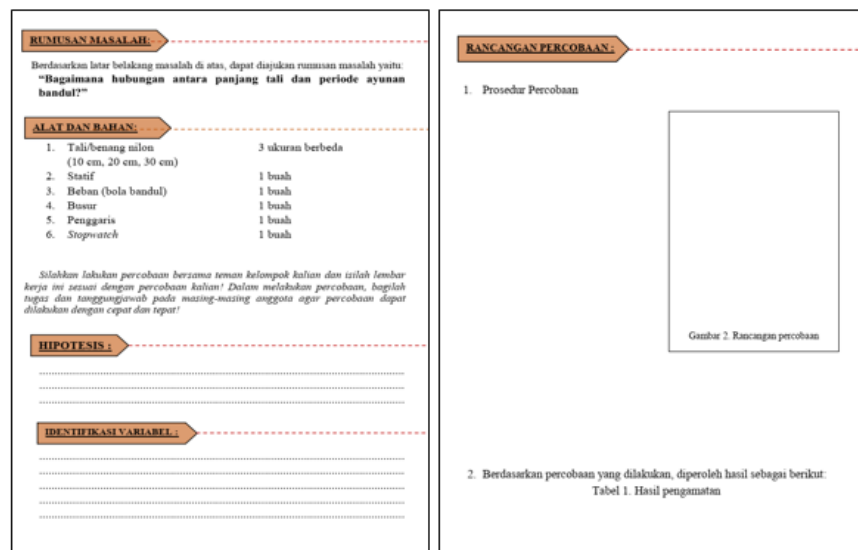 RUMUSAN MASALAH:
Berdasarkan latar belakang masalah di atas, dapat diajukan rumusan masalah yaitu:
“Bagaimana hubungan antara panjang tali dan periode ayunan
bandul?”
ALAT DAN BAHAN:
1. Tali/benang nilon 3 ukuran berbeda
(10 cm, 20 cm, 30 cm)
2. Statif 1 buah
3. Beban (bola bandul) 1 buah
4. Busur 1 buah
5. Penggaris 1 buah
6. Stopwatch 1 buah
Silahkan lakukan percobaan bersama teman kelompok kalian dan isilah lembar
kerja ini sesuai dengan percobaan kalian! Dalam melakukan percobaan, bagilah
tugas dan tanggungjawab pada masing-masing anggota agar percobaan dapat
dilakukan dengan cepat dan tepat!
HIPOTESIS :
IDENTIFIKASI VARIABEL :
RANCANGAN PERCOBAAN :
1. Prosedur Percobaan
Gambar 2. Rancangan percobaan
2. Berdasarkan percobaan yang dilakukan, diperoleh hasil sebagai berikut:
Tabel 1. Hasil pengamatan